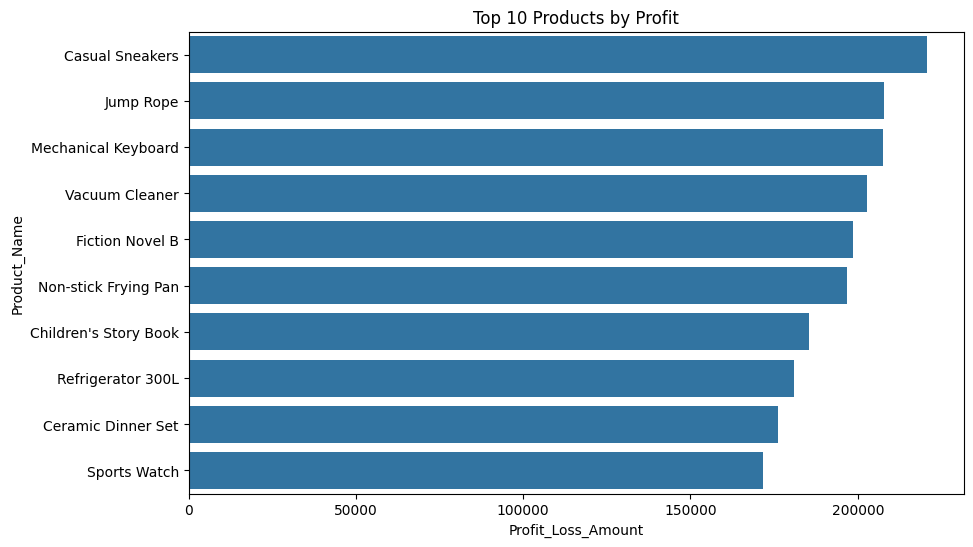 Top 10 Products by Profit
Product_Name
Casual Sneakers
Jump Rope
Mechanical Keyboard
Vacuum Cleaner
Fiction Novel B
Non-stick Frying Pan
Children's Story Book
Refrigerator 300L
Ceramic Dinner Set
Sports Watch
0 50000 100000 150000 200000
Profit_Loss_Amount